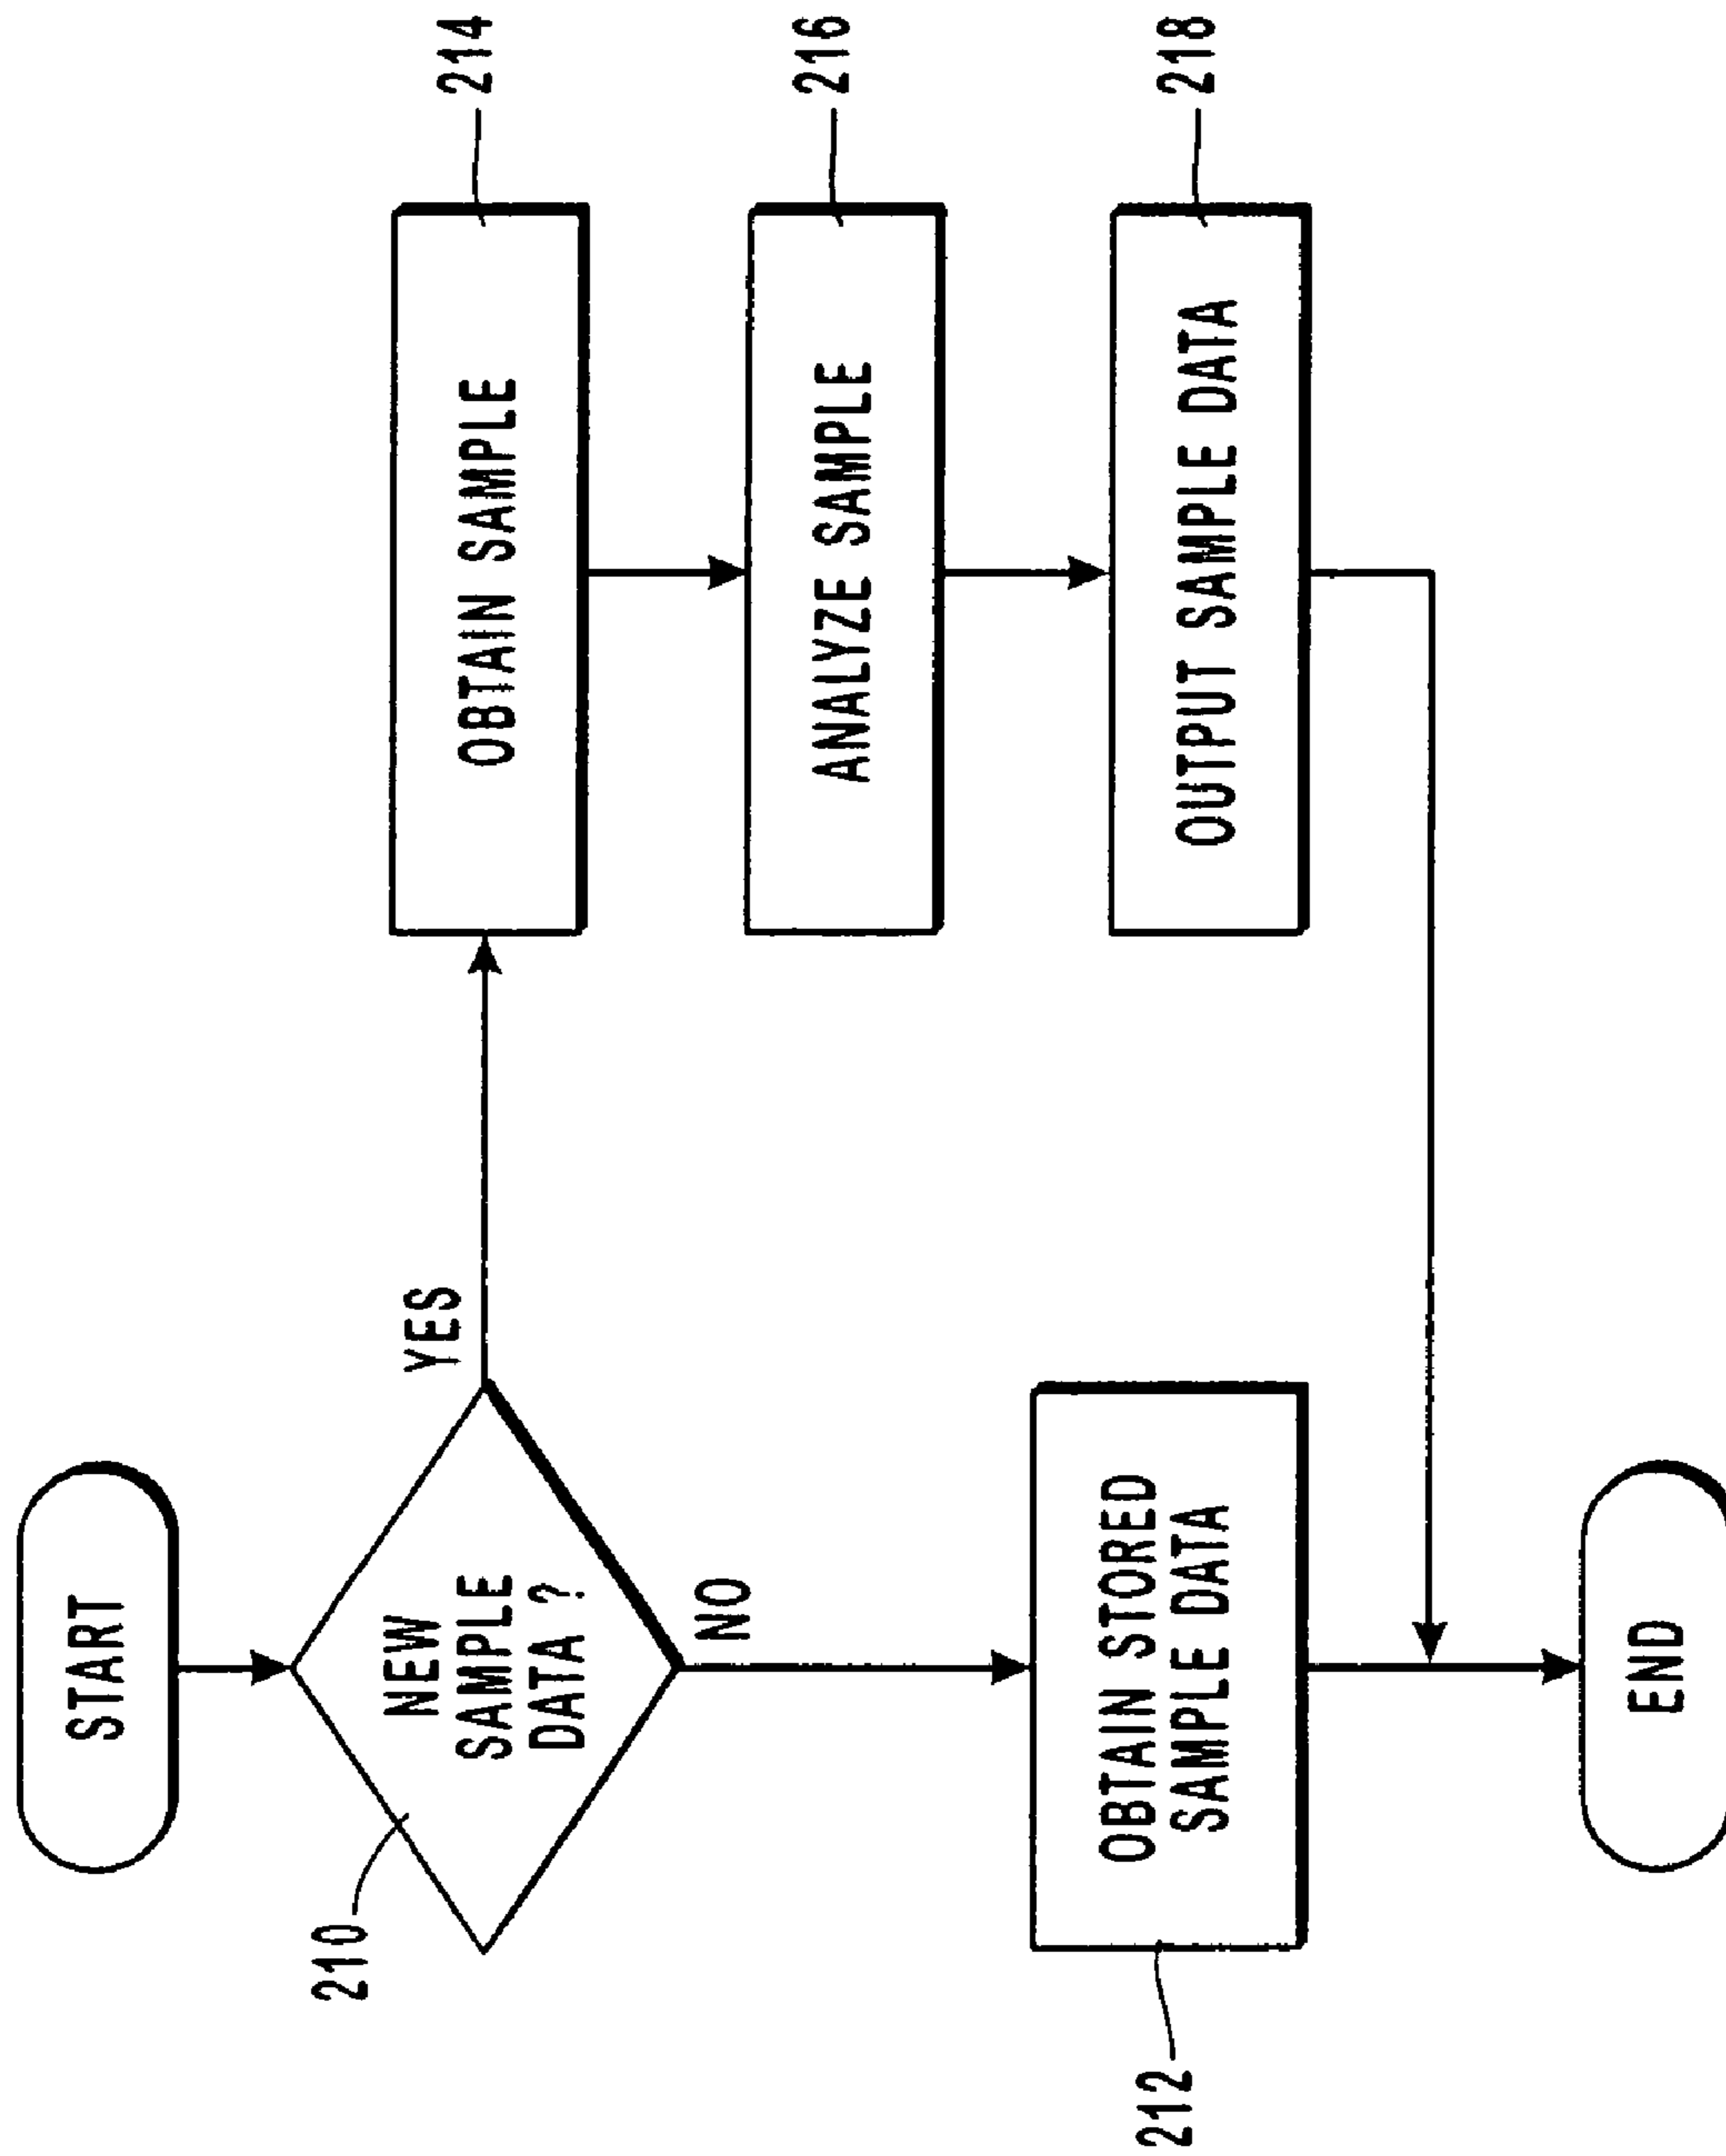 START
210
NEW
SAMPLE
DATA ?
YES
NO
OBTAIN SAMPLE
214
ANALYZE SAMPLE
216
OUTPUT SAMPLE DATA
218
212
OBTAIN STORED
SAMPLE DATA
END